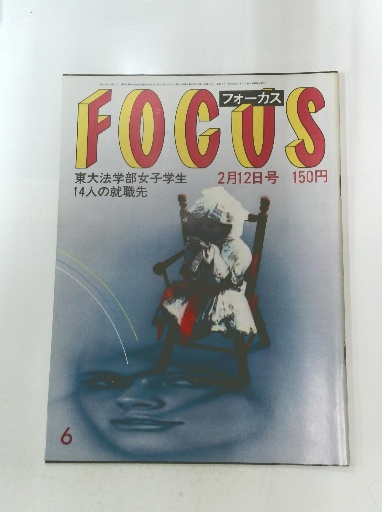 FOCUS
フォーカス
東大法学部女子学生
14人の就職先
2月12日号 150円
6